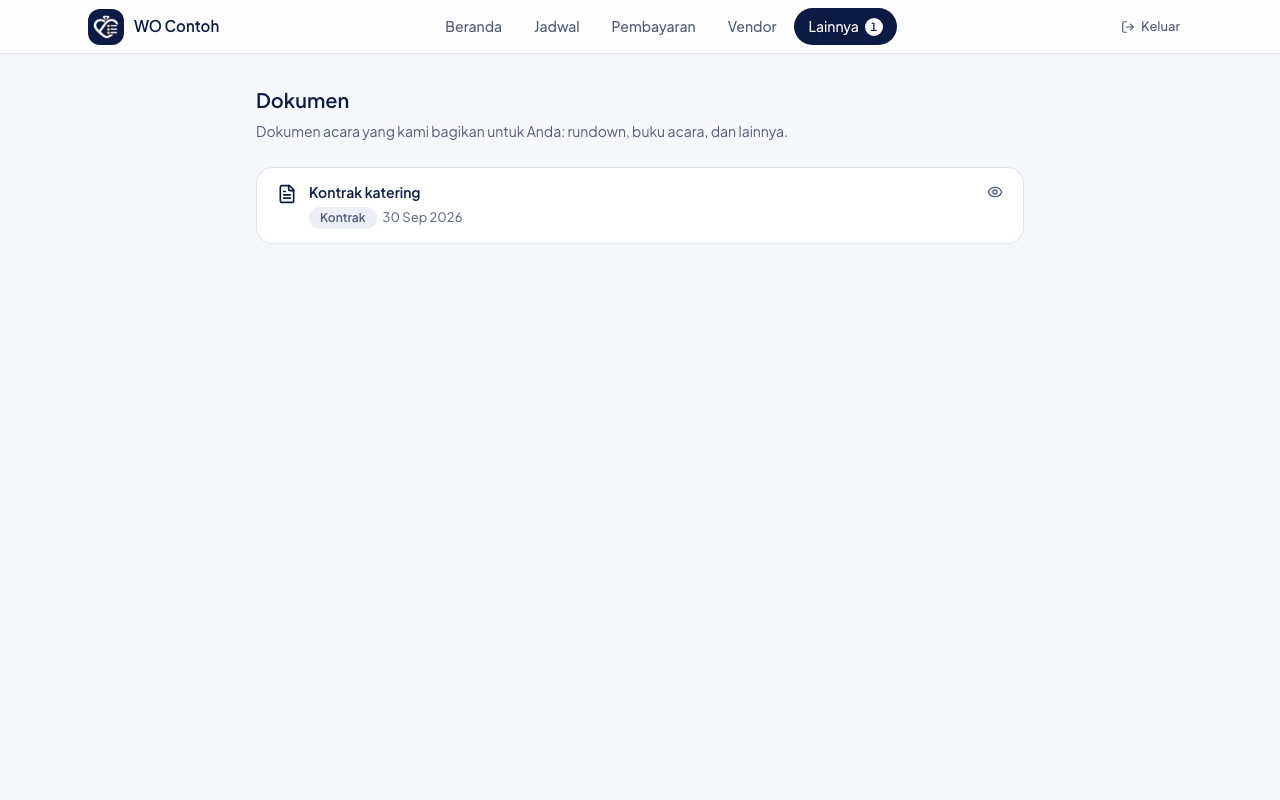 WO Contoh
Beranda
Jadwal
Pembayaran
Vendor
Lainnya 1
Keluar
Dokumen
Dokumen acara yang kami bagikan untuk Anda: rundown, buku acara, dan lainnya.
Kontrak katering
Kontrak 30 Sep 2026